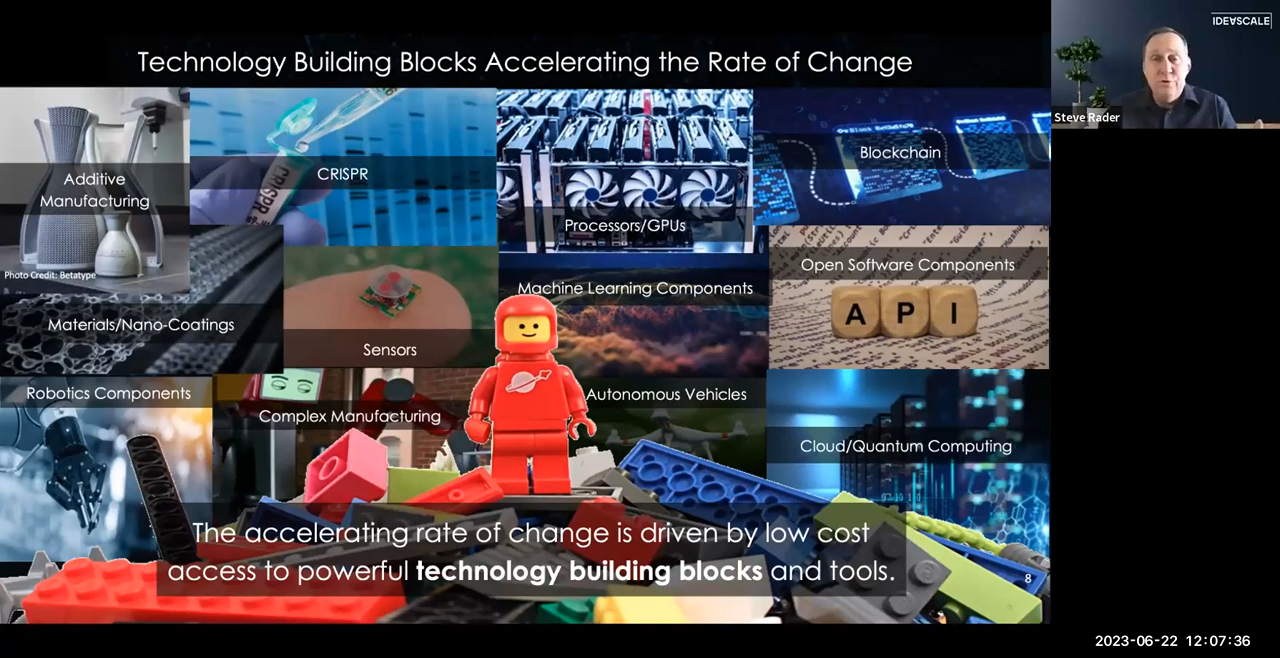 Technology Building Blocks Accelerating the Rate of Change
IDEASCALE
Steve Rader
Additive
Manufacturing
CRISPR
CRISPR
Processors/GPUs
Blockchain
Photo Credit: Betatype
Materials/Nano-Coatings
Sensors
Machine Learning Components
Open Software Components
A P I
Robotics Components
Complex Manufacturing
Autonomous Vehicles
Cloud/Quantum Computing
The accelerating rate of change is driven by low cost
access to powerful technology building blocks and tools.
8
2023-06-22 12:07:36